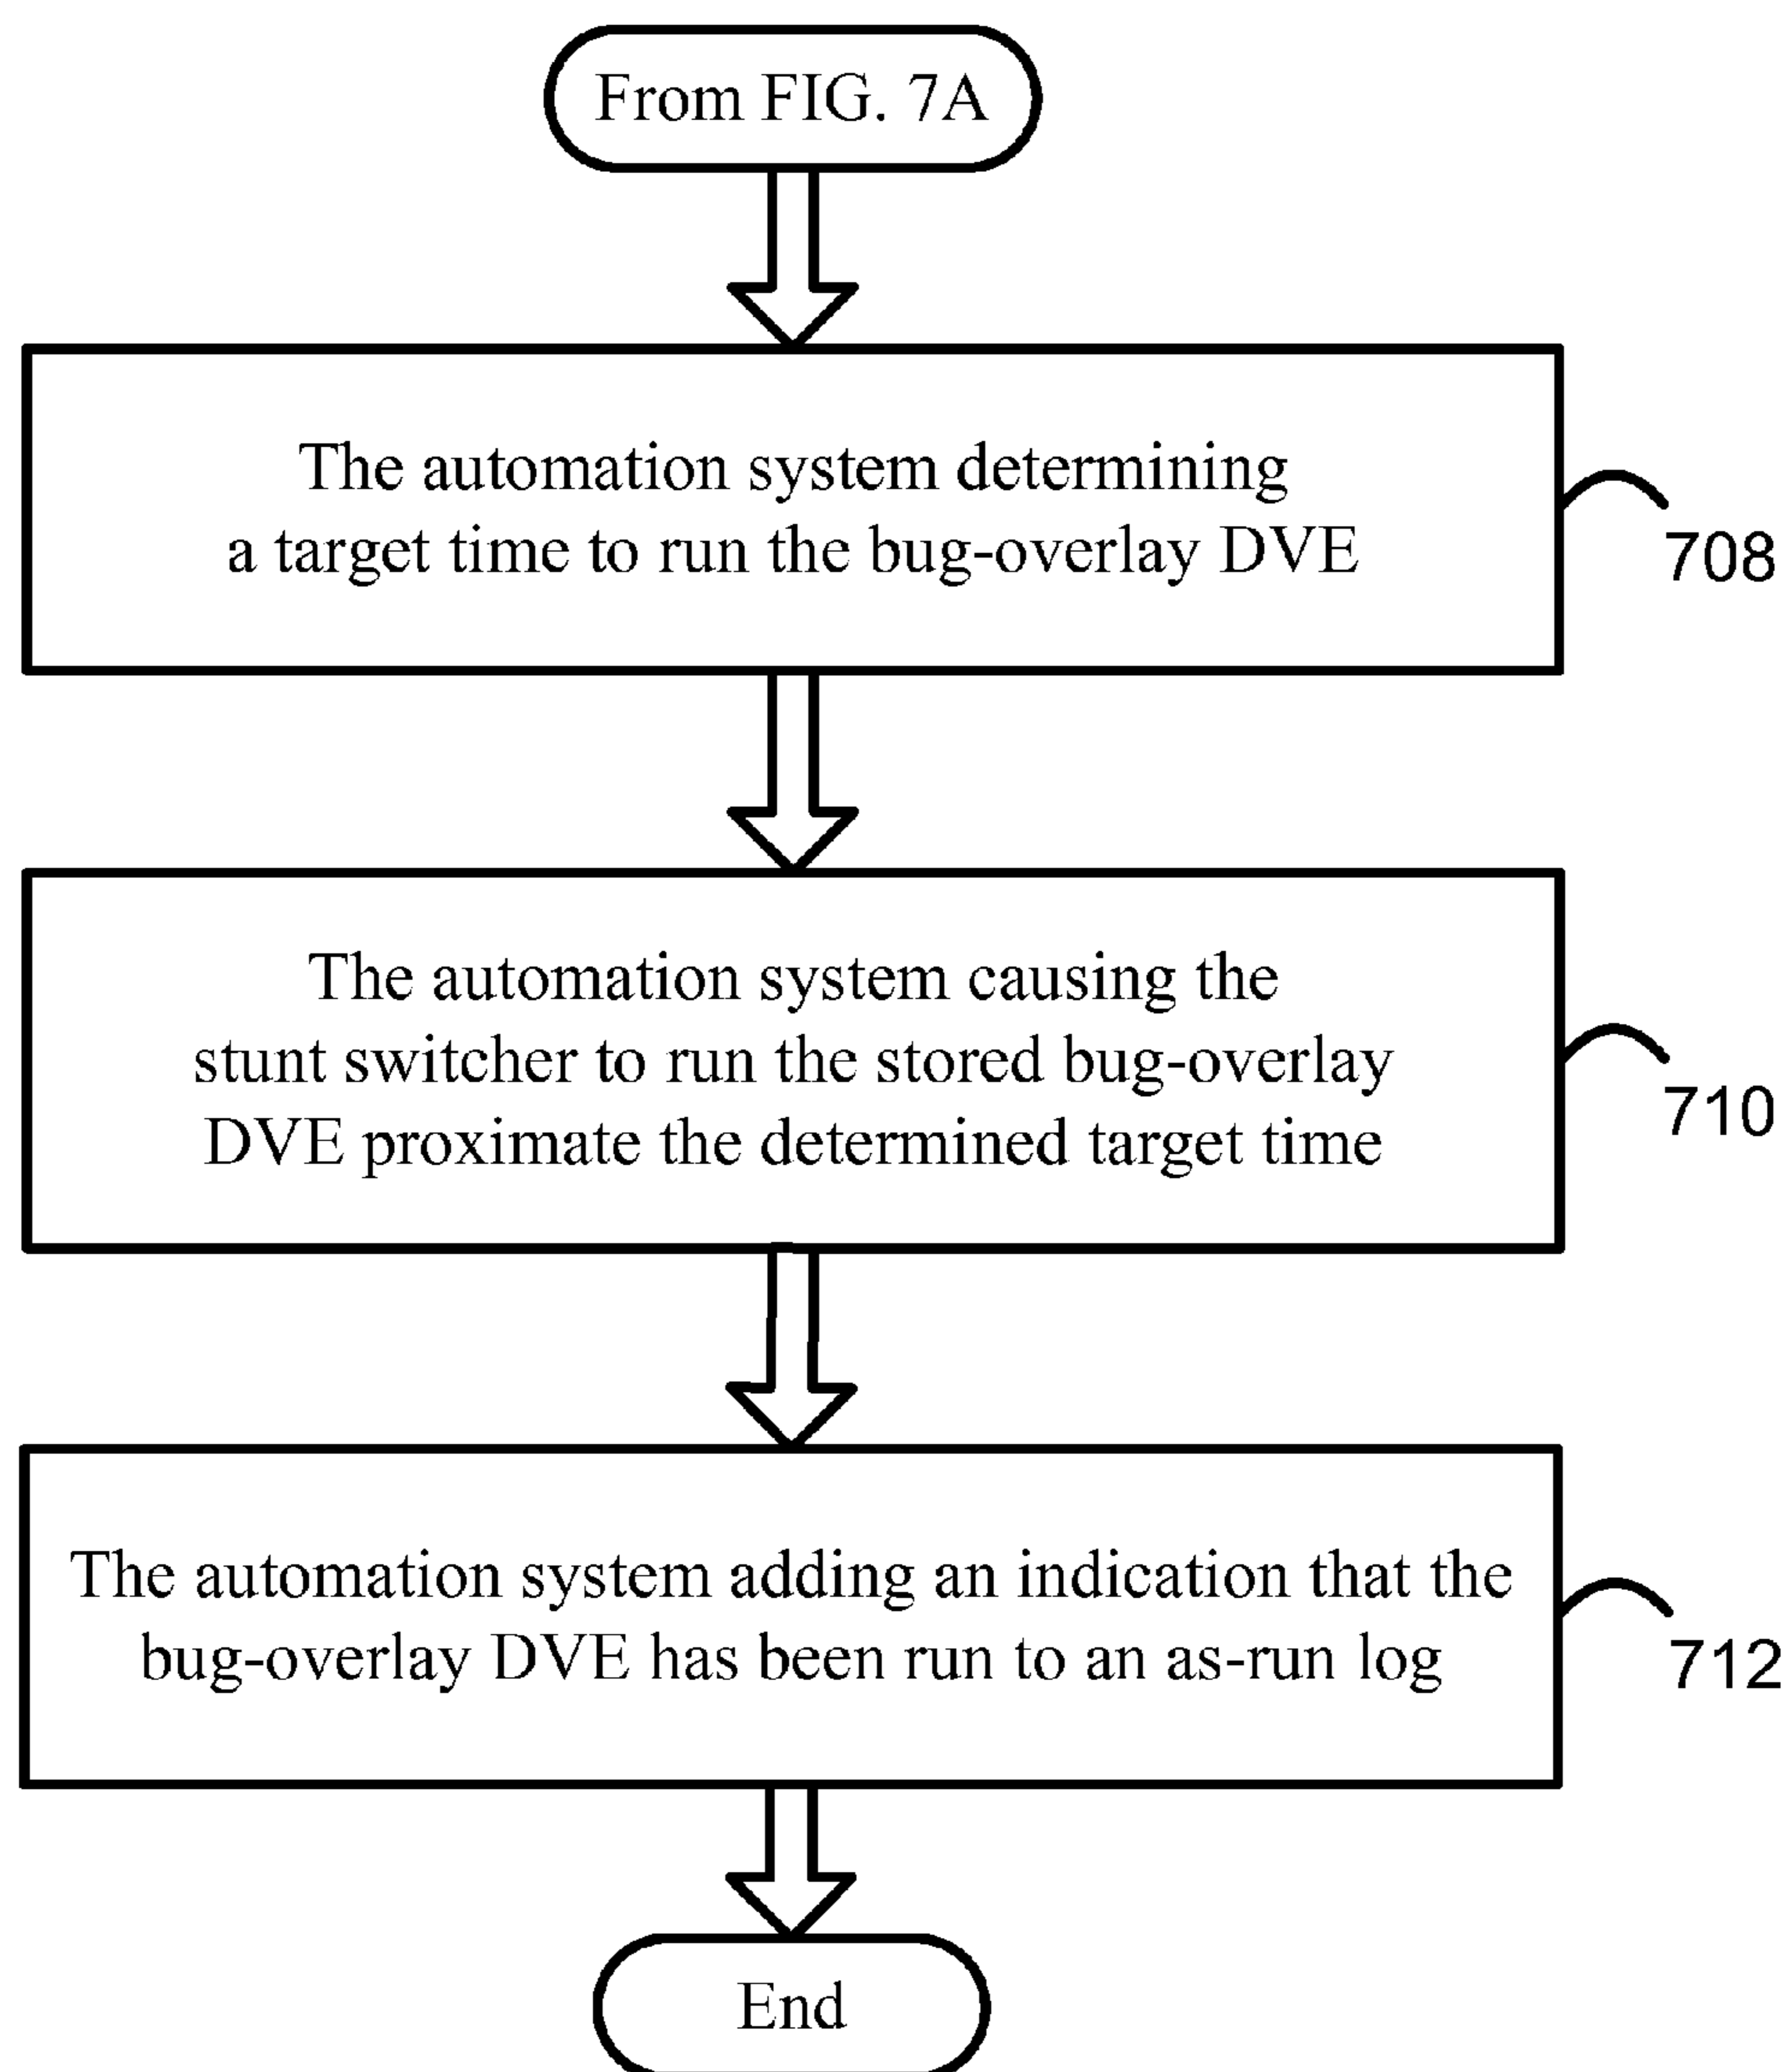 From FIG. 7A
The automation system determining
a target time to run the bug-overlay DVE
708
The automation system causing the
stunt switcher to run the stored bug-overlay
DVE proximate the determined target time
710
The automation system adding an indication that the
bug-overlay DVE has been run to an as-run log
712
End